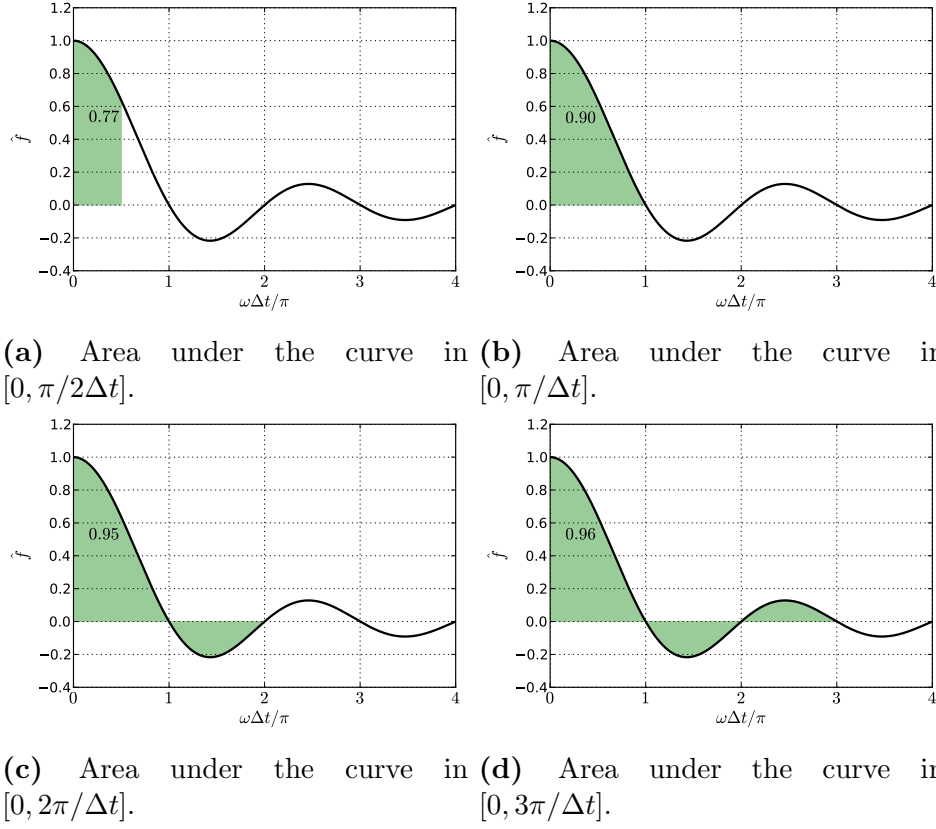 1.2
1.0
0.8
0.6
0.4
0.2
0.0
−0.2
−0.4
f̂
0.77
0 1 2 3 4
ωΔt/π
1.2
1.0
0.8
0.6
0.4
0.2
0.0
−0.2
−0.4
f̂
0.90
0 1 2 3 4
ωΔt/π
(a) Area under the curve in
[0, π/2Δt].
(b) Area under the curve in
[0, π/Δt].
1.2
1.0
0.8
0.6
0.4
0.2
0.0
−0.2
−0.4
f̂
0.95
0 1 2 3 4
ωΔt/π
1.2
1.0
0.8
0.6
0.4
0.2
0.0
−0.2
−0.4
f̂
0.96
0 1 2 3 4
ωΔt/π
(c) Area under the curve in
[0, 2π/Δt].
(d) Area under the curve in
[0, 3π/Δt].